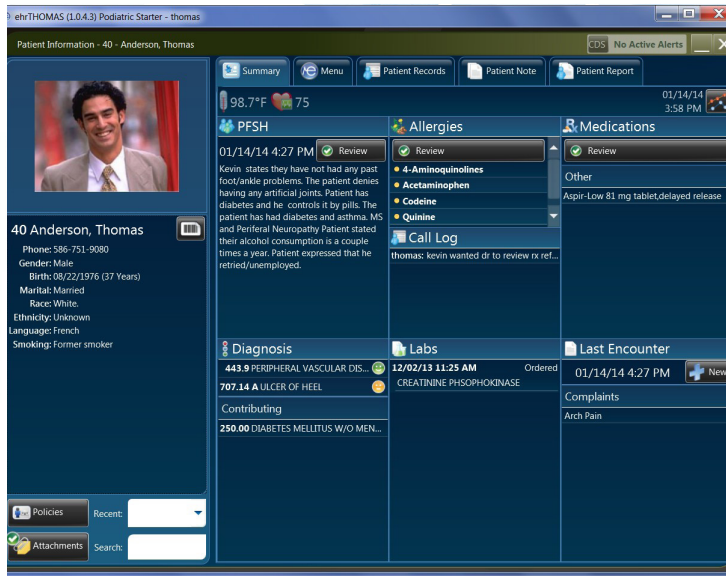 ehrTHOMAS (1.0.4.3) Podiatric Starter - thomas
Patient Information - 40 - Anderson, Thomas
CDS No Active Alerts
Summary Menu Patient Records Patient Note Patient Report
98.7°F 75
01/14/14
3:58 PM
PFSH
01/14/14 4:27 PM Review
Kevin states they have not had any past
foot/ankle problems. The patient denies
having any artificial joints. Patient has
diabetes and he controls it by pills. The
patient has had diabetes and asthma. MS
and Periferal Neuropathy Patient stated
their alcohol consumption is a couple
times a year. Patient expressed that he
retried/unemployed.
Allergies
Review
4-Aminoquinolines
Acetaminophen
Codeine
Quinine
Call Log
thomas: kevin wanted dr to review rx ref...
Medications
Review
Other
Aspir-Low 81 mg tablet,delayed release
40 Anderson, Thomas
Phone: 586-751-9080
Gender: Male
Birth: 08/22/1976 (37 Years)
Marital: Married
Race: White.
Ethnicity: Unknown
Language: French
Smoking: Former smoker
Diagnosis
443.9 PERIPHERAL VASCULAR DIS...
707.14 A ULCER OF HEEL
Contributing
250.00 DIABETES MELLITUS W/O MEN...
Labs
12/02/13 11:25 AM Ordered
CREATININE PHSOPHOKINASE
Last Encounter
01/14/14 4:27 PM New
Complaints
Arch Pain
Policies Recent:
Attachments Search: